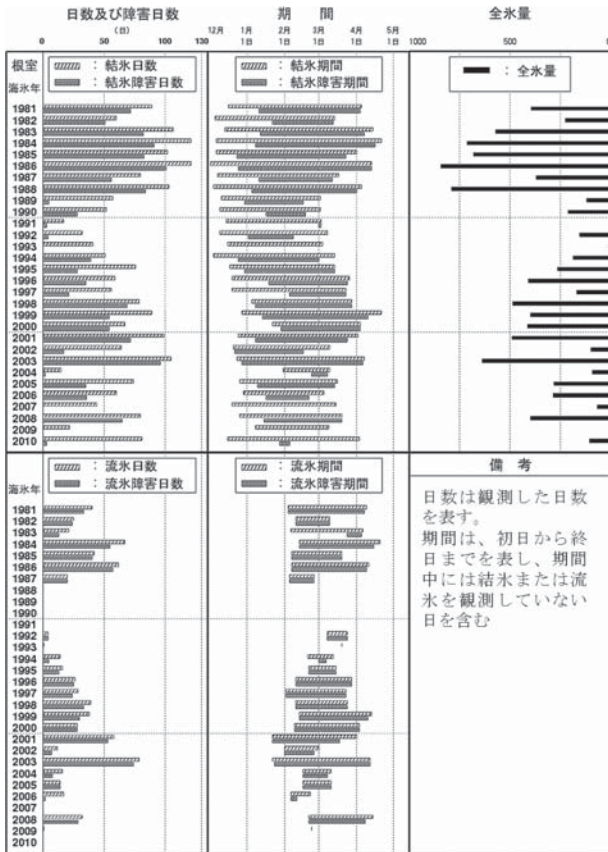 日数及び障害日数
期　間
全氷量
(日)
0 50 100 130
12月 1月 2月 3月 4月 5月
1日 1日 1日 1日 1日 1日
1000 500 0
根室
海氷年
：結氷日数
：結氷障害日数
：結氷期間
：結氷障害期間
：全氷量
1981
1982
1983
1984
1985
1986
1987
1988
1989
1990
1991
1992
1993
1994
1995
1996
1997
1998
1999
2000
2001
2002
2003
2004
2005
2006
2007
2008
2009
2010
海氷年
：流氷日数
：流氷障害日数
：流氷期間
：流氷障害期間
備　考
日数は観測した日数
を表す。
期間は、初日から終
日までを表し、期間
中には結氷または流
氷を観測していない
日を含む
1981
1982
1983
1984
1985
1986
1987
1988
1989
1990
1991
1992
1993
1994
1995
1996
1997
1998
1999
2000
2001
2002
2003
2004
2005
2006
2007
2008
2009
2010